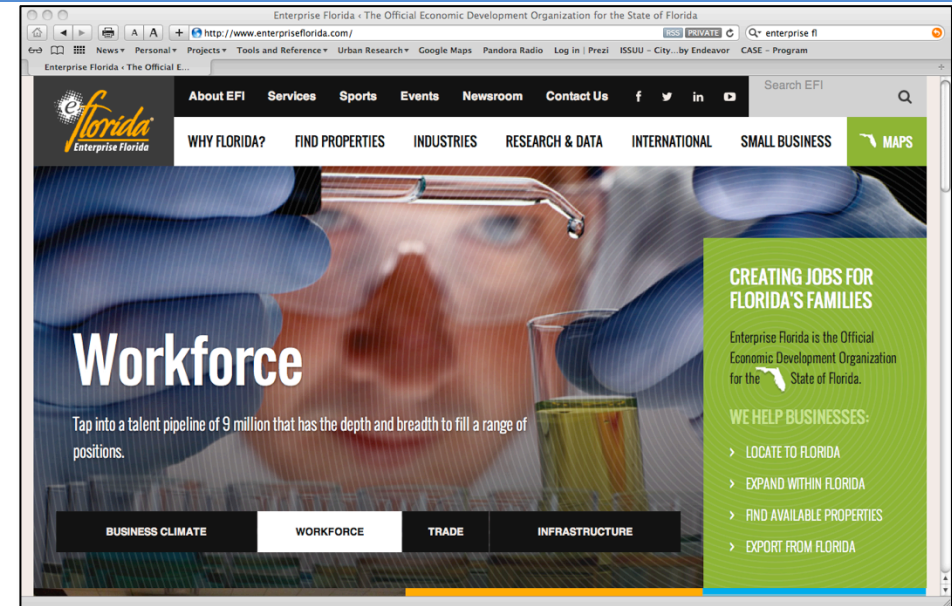 Enterprise Florida ‹ The Official Economic Development Organization for the State of Florida
A A + http://www.enterpriseflorida.com/ RSS PRIVATE enterprise fl
News Personal Projects Tools and Reference Urban Research Google Maps Pandora Radio Log in | Prezi ISSUU - City...by Endeavor CASE - Program
Enterprise Florida ‹ The Official E...
eflorida
Enterprise Florida
About EFI Services Sports Events Newsroom Contact Us f in Search EFI
WHY FLORIDA? FIND PROPERTIES INDUSTRIES RESEARCH & DATA INTERNATIONAL SMALL BUSINESS MAPS
Workforce
Tap into a talent pipeline of 9 million that has the depth and breadth to fill a range of
positions.
BUSINESS CLIMATE WORKFORCE TRADE INFRASTRUCTURE
CREATING JOBS FOR
FLORIDA'S FAMILIES
Enterprise Florida is the Official
Economic Development Organization
for the State of Florida.
WE HELP BUSINESSES:
› LOCATE TO FLORIDA
› EXPAND WITHIN FLORIDA
› FIND AVAILABLE PROPERTIES
› EXPORT FROM FLORIDA